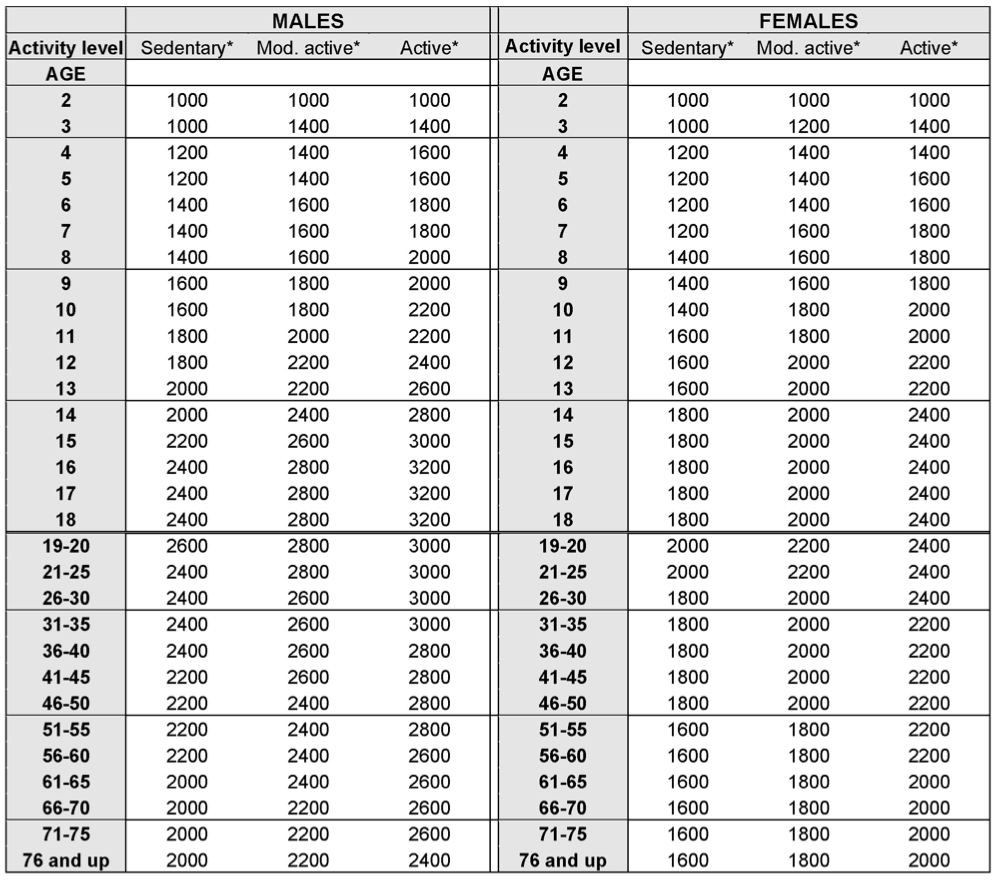 MALES FEMALES
Activity level Sedentary* Mod. active* Active* Activity level Sedentary* Mod. active* Active*
AGE AGE
2 1000 1000 1000 2 1000 1000 1000
3 1000 1400 1400 3 1000 1200 1400
4 1200 1400 1600 4 1200 1400 1400
5 1200 1400 1600 5 1200 1400 1600
6 1400 1600 1800 6 1200 1400 1600
7 1400 1600 1800 7 1200 1600 1800
8 1400 1600 2000 8 1400 1600 1800
9 1600 1800 2000 9 1400 1600 1800
10 1600 1800 2200 10 1400 1800 2000
11 1800 2000 2200 11 1600 1800 2000
12 1800 2200 2400 12 1600 2000 2200
13 2000 2200 2600 13 1600 2000 2200
14 2000 2400 2800 14 1800 2000 2400
15 2200 2600 3000 15 1800 2000 2400
16 2400 2800 3200 16 1800 2000 2400
17 2400 2800 3200 17 1800 2000 2400
18 2400 2800 3200 18 1800 2000 2400
19-20 2600 2800 3000 19-20 2000 2200 2400
21-25 2400 2800 3000 21-25 2000 2200 2400
26-30 2400 2600 3000 26-30 1800 2000 2400
31-35 2400 2600 3000 31-35 1800 2000 2200
36-40 2400 2600 2800 36-40 1800 2000 2200
41-45 2200 2600 2800 41-45 1800 2000 2200
46-50 2200 2400 2800 46-50 1800 2000 2200
51-55 2200 2400 2800 51-55 1600 1800 2200
56-60 2200 2400 2600 56-60 1600 1800 2200
61-65 2000 2400 2600 61-65 1600 1800 2000
66-70 2000 2200 2600 66-70 1600 1800 2000
71-75 2000 2200 2600 71-75 1600 1800 2000
76 and up 2000 2200 2400 76 and up 1600 1800 2000